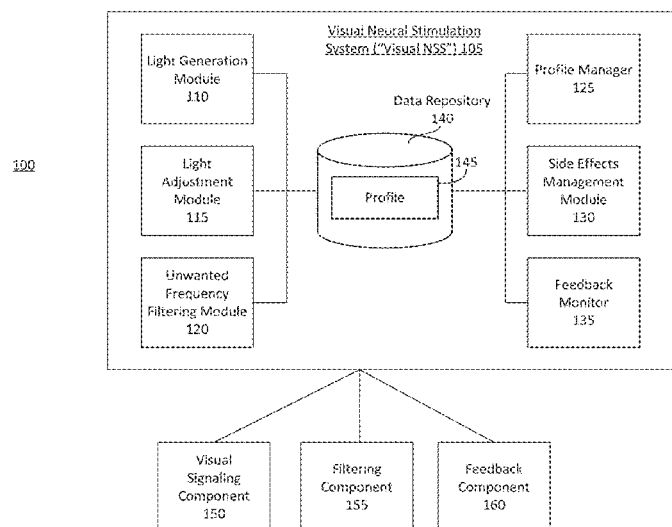 Visual Neural Stimulation
System ("Visual NSS") 105
Light Generation
Module
110
Profile Manager
125
Data Repository
140
145
100
Light
Adjustment
Module
115
Profile
Side Effects
Management
Module
130
Unwanted
Frequency
Filtering Module
120
Feedback
Monitor
135
Visual
Signaling
Component
150
Filtering
Component
155
Feedback
Component
160